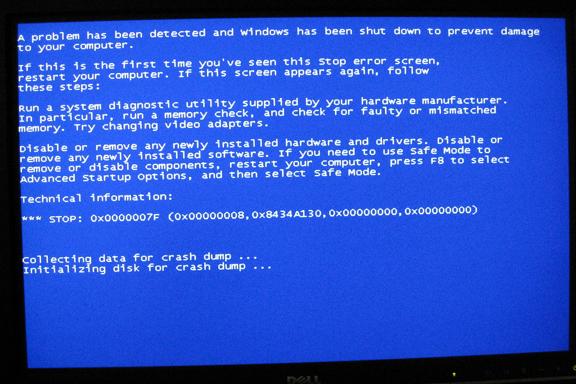 A problem has been detected and Windows has been shut down to prevent damage
to your computer.
If this is the first time you've seen this Stop error screen,
restart your computer. If this screen appears again, follow
these steps:
Run a system diagnostic utility supplied by your hardware manufacturer.
In particular, run a memory check, and check for faulty or mismatched
memory. Try changing video adapters.
Disable or remove any newly installed hardware and drivers. Disable or
remove any newly installed software. If you need to use Safe Mode to
remove or disable components, restart your computer, press F8 to select
Advanced Startup Options, and then select Safe Mode.
Technical information:
*** STOP: 0x0000007F (0x00000008,0x8434A130,0x00000000,0x00000000)
Collecting data for crash dump ...
Initializing disk for crash dump ...
DELL